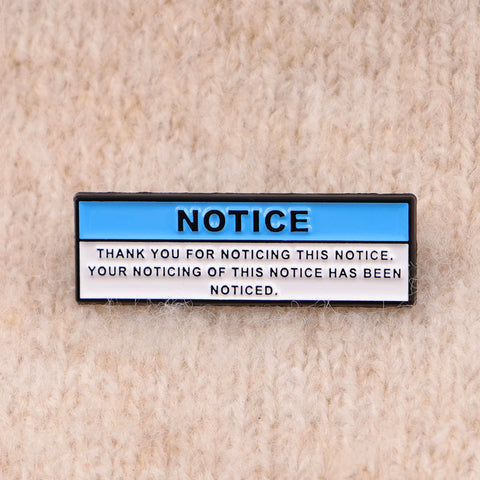 NOTICE
THANK YOU FOR NOTICING THIS NOTICE.
YOUR NOTICING OF THIS NOTICE HAS BEEN
NOTICED.